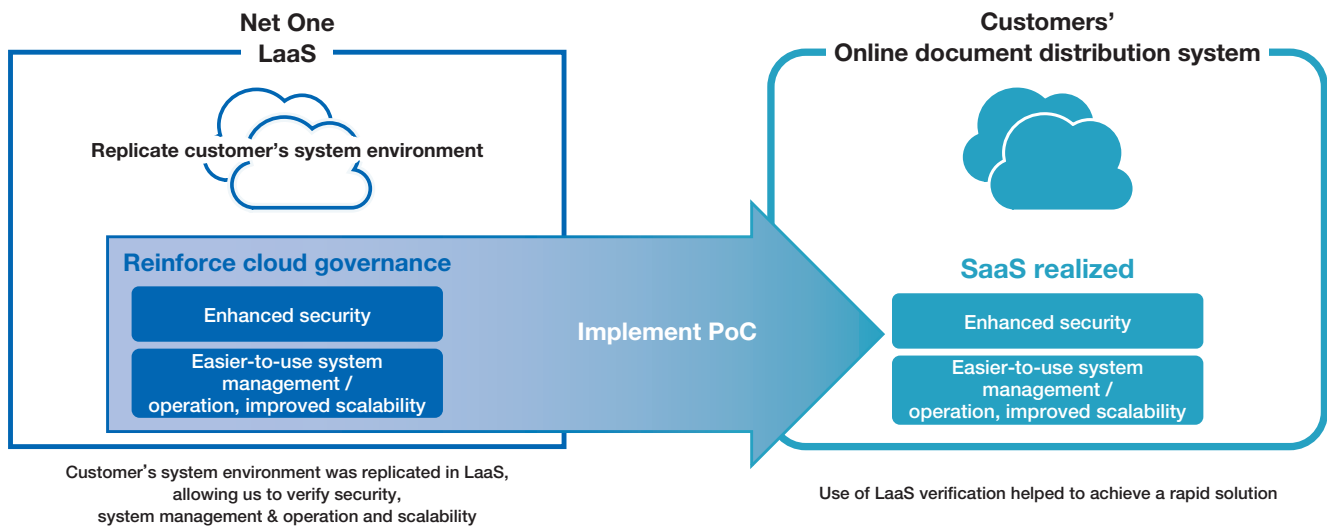 Net One
LaaS
Replicate customer's system environment
Reinforce cloud governance
Enhanced security
Easier-to-use system
management /
operation, improved scalability
Customer's system environment was replicated in LaaS,
allowing us to verify security,
system management & operation and scalability
Implement PoC
Customers'
Online document distribution system
SaaS realized
Enhanced security
Easier-to-use system
management /
operation, improved scalability
Use of LaaS verification helped to achieve a rapid solution